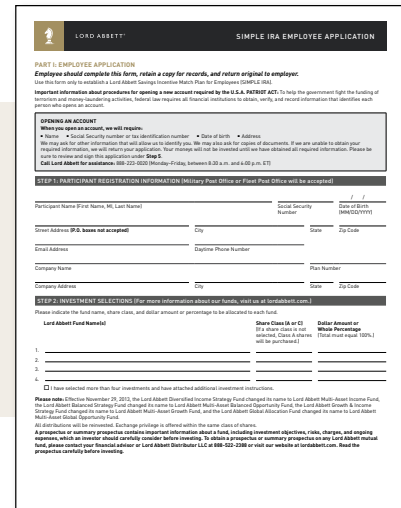 LORD ABBETT
SIMPLE IRA EMPLOYEE APPLICATION
PART I: EMPLOYEE APPLICATION
Employee should complete this form, retain a copy for records, and return original to employer.
Use this form only to establish a Lord Abbett Savings Incentive Match Plan for Employees (SIMPLE IRA).
Important information about procedures for opening a new account required by the U.S.A. PATRIOT ACT: To help the government fight the funding of
terrorism and money-laundering activities, federal law requires all financial institutions to obtain, verify, and record information that identifies each
person who opens an account.
OPENING AN ACCOUNT
When you open an account, we will require:
• Name • Social Security number or tax identification number • Date of birth • Address
We may ask for other information that will allow us to identify you. We may also ask for copies of documents. If we are unable to obtain your
required information, we will return your application. Your moneys will not be invested until we have obtained all required information. Please be
sure to review and sign this application under Step 5.
Call Lord Abbett for assistance: 888-223-0020 (Monday–Friday, between 8:30 a.m. and 6:00 p.m. ET)
STEP 1: PARTICIPANT REGISTRATION INFORMATION (Military Post Office or Fleet Post Office will be accepted)
/ /
Participant Name (First Name, MI, Last Name) Social Security Date of Birth
Number (MM/DD/YYYY)
Street Address (P.O. boxes not accepted) City State Zip Code
Email Address Daytime Phone Number
Company Name Plan Number
Company Address City State Zip Code
STEP 2: INVESTMENT SELECTIONS (For more information about our funds, visit us at lordabbett.com.)
Please indicate the fund name, share class, and dollar amount or percentage to be allocated to each fund.
Lord Abbett Fund Name(s) Share Class (A or C) Dollar Amount or
(If a share class is not Whole Percentage
selected, Class A shares (Total must equal 100%.)
will be purchased.)
1.
2.
3.
4.
I have selected more than four investments and have attached additional investment instructions.
Please note: Effective November 29, 2013, the Lord Abbett Diversified Income Strategy Fund changed its name to Lord Abbett Multi-Asset Income Fund,
the Lord Abbett Balanced Strategy Fund changed its name to Lord Abbett Multi-Asset Balanced Opportunity Fund, the Lord Abbett Growth & Income
Strategy Fund changed its name to Lord Abbett Multi-Asset Growth Fund, and the Lord Abbett Global Allocation Fund changed its name to Lord Abbett
Multi-Asset Global Opportunity Fund.
All distributions will be reinvested. Exchange privilege is offered within the same class of shares.
A prospectus or summary prospectus contains important information about a fund, including investment objectives, risks, charges, and ongoing
expenses, which an investor should carefully consider before investing. To obtain a prospectus or summary prospectus on any Lord Abbett mutual
fund, please contact your financial advisor or Lord Abbett Distributor LLC at 888-522-2388 or visit our website at lordabbett.com. Read the
prospectus carefully before investing.